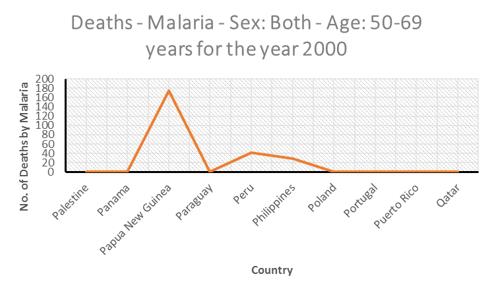 Deaths - Malaria - Sex: Both - Age: 50-69
years for the year 2000
No. of Deaths by Malaria
200
180
160
140
120
100
80
60
40
20
0
Palestine
Panama
Papua New Guinea
Paraguay
Peru
Philippines
Poland
Portugal
Puerto Rico
Qatar
Country